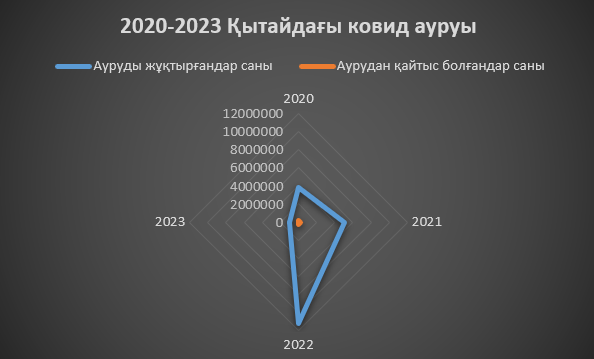 2020-2023 Қытайдағы ковид ауруы
Ауруды жұқтырғандар саны Аурудан қайтыс болғандар саны
2020
12000000
10000000
8000000
6000000
4000000
2000000
2023 0 2021
2022